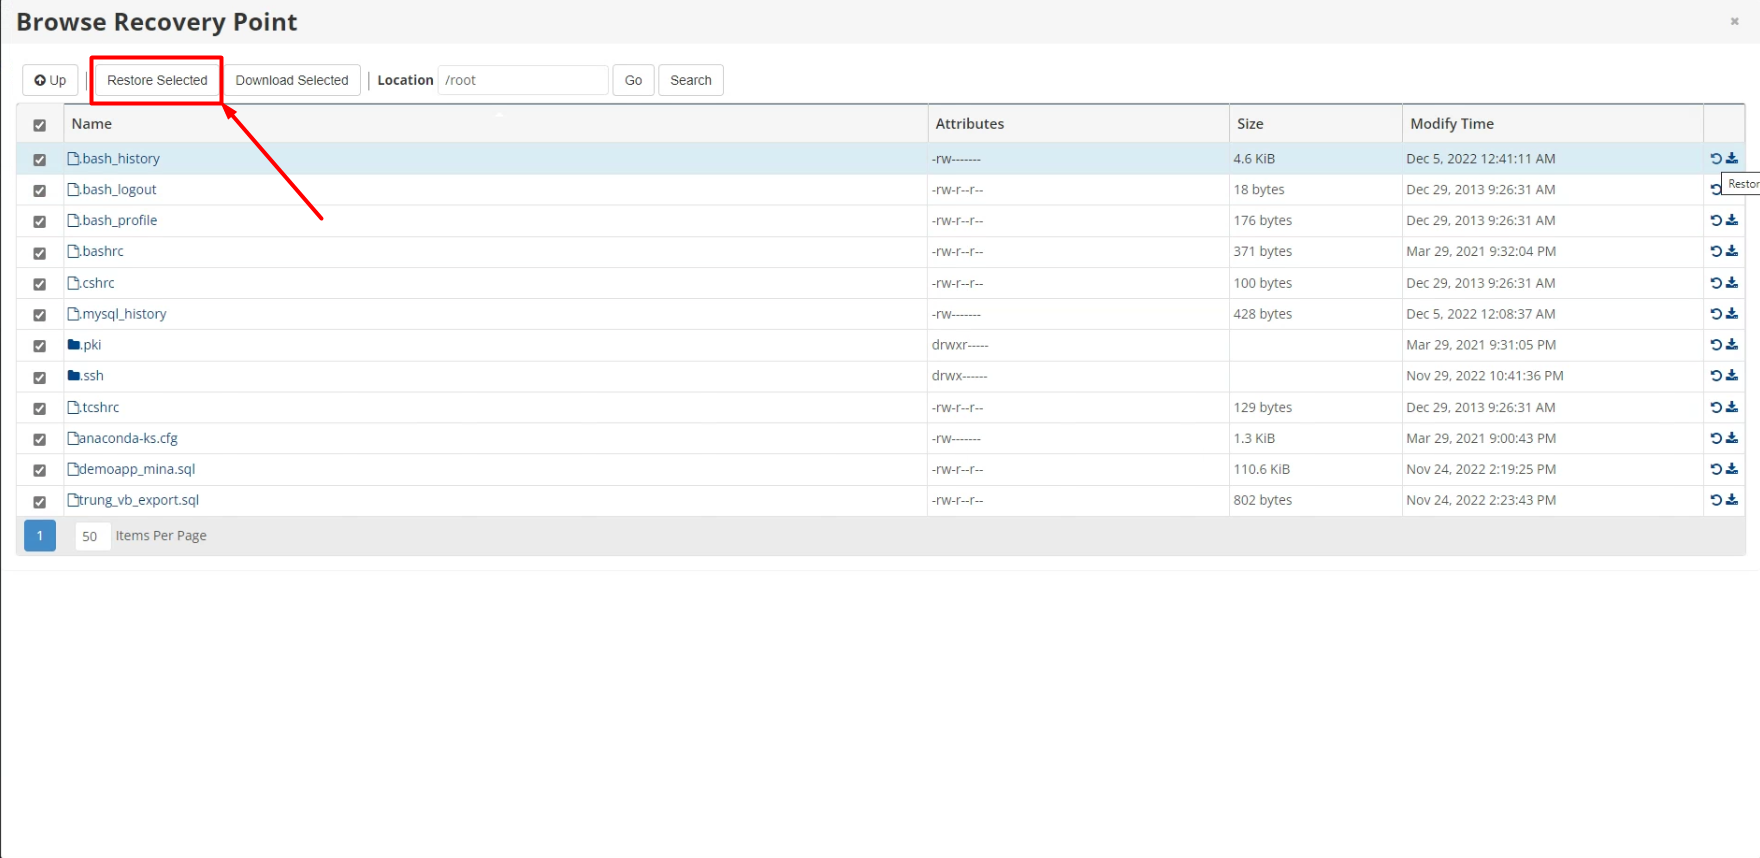 Browse Recovery Point ×
Up Restore Selected Download Selected Location /root Go Search
Name Attributes Size Modify Time
.bash_history -rw------- 4.6 KiB Dec 5, 2022 12:41:11 AM
.bash_logout -rw-r--r-- 18 bytes Dec 29, 2013 9:26:31 AM Restor
.bash_profile -rw-r--r-- 176 bytes Dec 29, 2013 9:26:31 AM
.bashrc -rw-r--r-- 371 bytes Mar 29, 2021 9:32:04 PM
.cshrc -rw-r--r-- 100 bytes Dec 29, 2013 9:26:31 AM
.mysql_history -rw------- 428 bytes Dec 5, 2022 12:08:37 AM
.pki drwxr----- Mar 29, 2021 9:31:05 PM
.ssh drwx------ Nov 29, 2022 10:41:36 PM
.tcshrc -rw-r--r-- 129 bytes Dec 29, 2013 9:26:31 AM
anaconda-ks.cfg -rw------- 1.3 KiB Mar 29, 2021 9:00:43 PM
demoapp_mina.sql -rw-r--r-- 110.6 KiB Nov 24, 2022 2:19:25 PM
trung_vb_export.sql -rw-r--r-- 802 bytes Nov 24, 2022 2:23:43 PM
1 50 Items Per Page